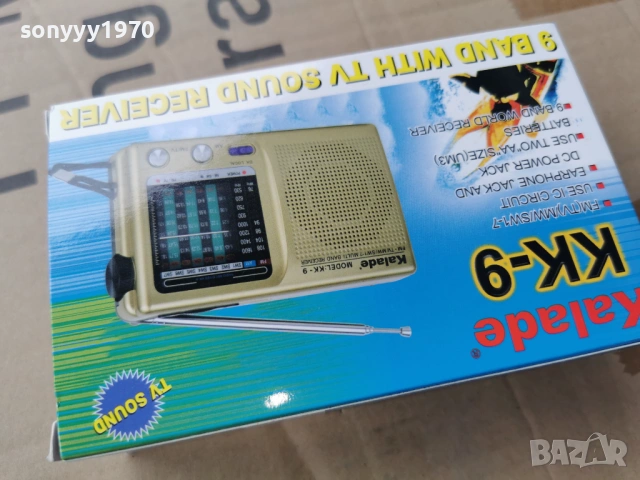 sonyyy1970
Kalade®
KK-9
FM(TV)/MW/SW1-7
USE IC CIRCUIT
EARPHONE JACK AND
DC POWER JACK
USE TWO"AA"SIZE(UM3)
BATTERIES
9 BAND WORLD RECEIVER
9 BAND WITH TV SOUND RECEIVER
TV SOUND
Kalade
MODEL:KK-9
BAZAR
bg